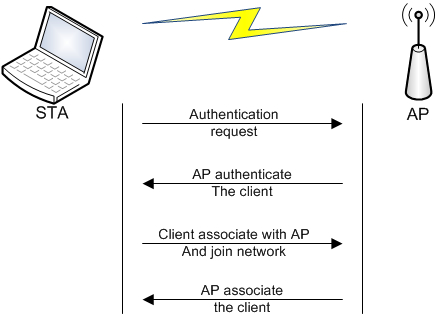 STA
AP
Authentication
request
AP authenticate
The client
Client associate with AP
And join network
AP associate
the client